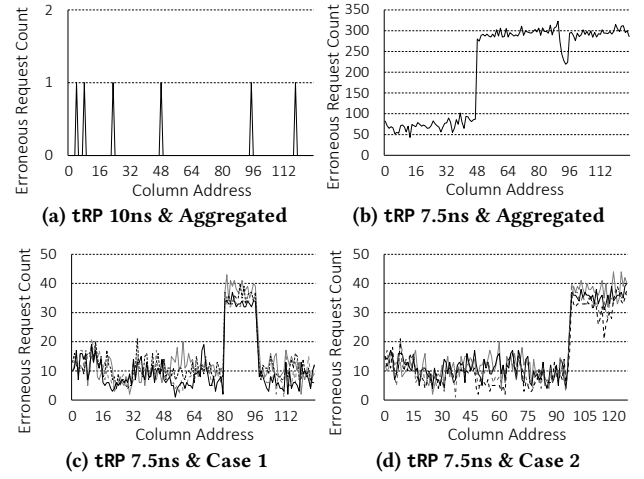 Erroneous Request Count
2
1
0
0 16 32 48 64 80 96 112
Column Address
(a) tRP 10ns & Aggregated
Erroneous Request Count
350
300
250
200
150
100
50
0
0 16 32 48 64 80 96 112
Column Address
(b) tRP 7.5ns & Aggregated
Erroneous Request Count
50
40
30
20
10
0
0 16 32 48 64 80 96 112
Column Address
(c) tRP 7.5ns & Case 1
Erroneous Request Count
50
40
30
20
10
0
0 15 30 45 60 75 90 105 120
Column Address
(d) tRP 7.5ns & Case 2